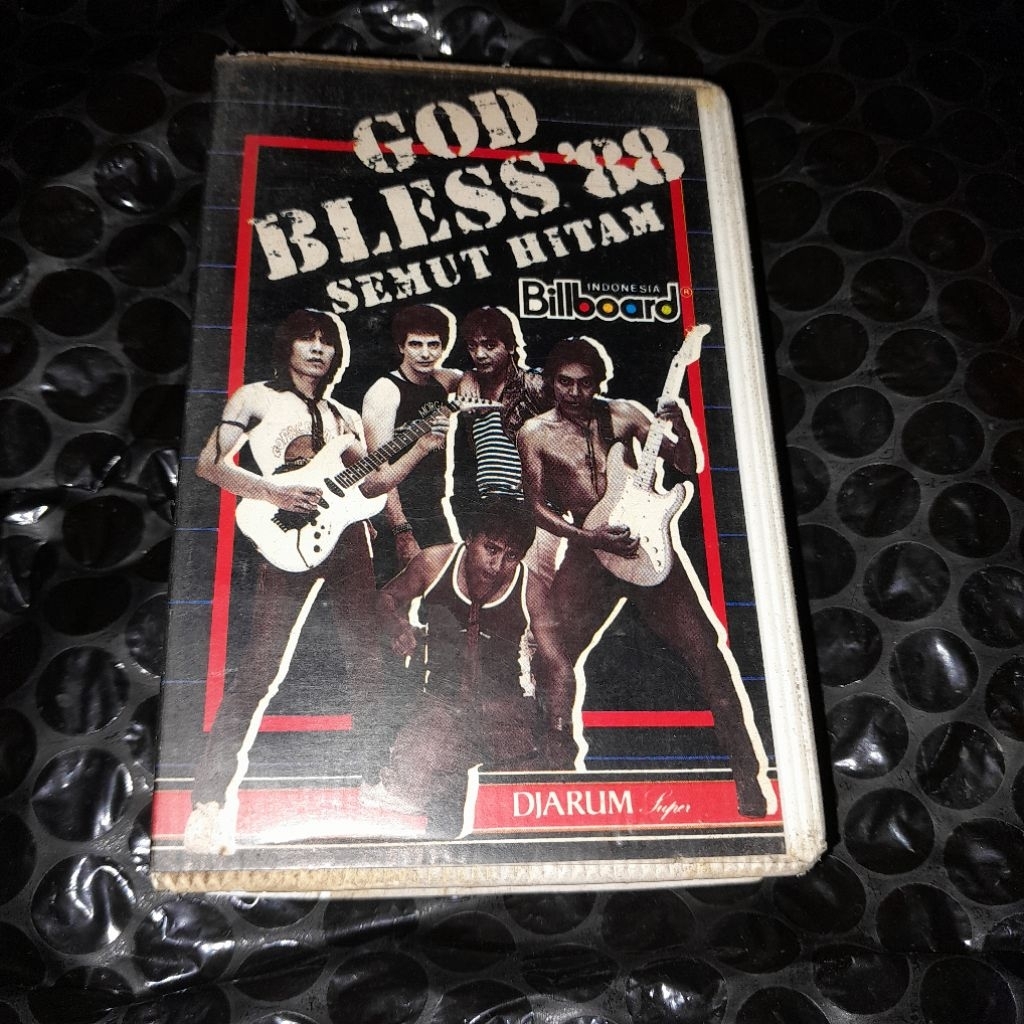 GOD
BLESS '88
SEMUT HITAM
INDONESIA
Billboard®
DJARUM Super